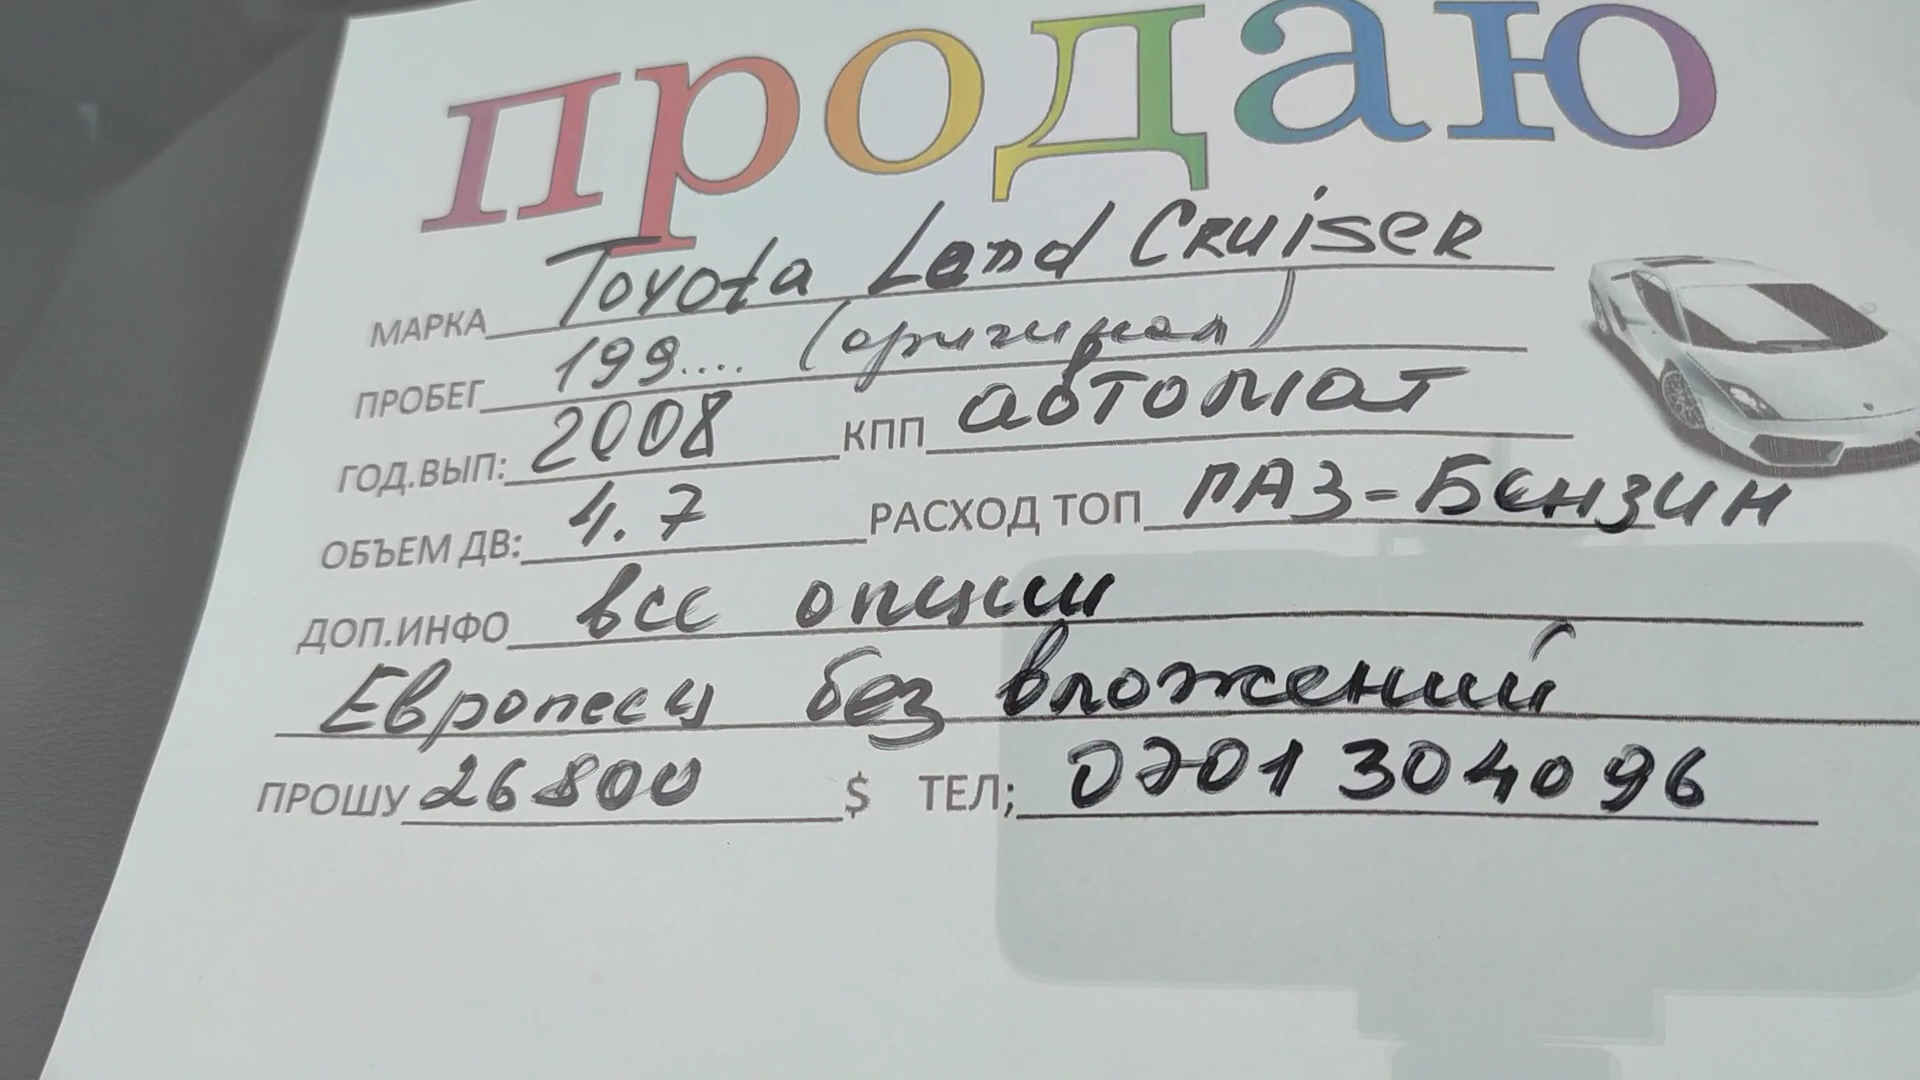 продаю
МАРКА Toyota Land Cruiser
ПРОБЕГ 199.... (оригинал)
ГОД.ВЫП: 2008 КПП автомат
ОБЪЕМ ДВ: 4.7 РАСХОД ТОП ГАЗ-БЕНЗИН
ДОП.ИНФО все опции
Европеец без вложений
ПРОШУ 26800 $ ТЕЛ; 0701 304096